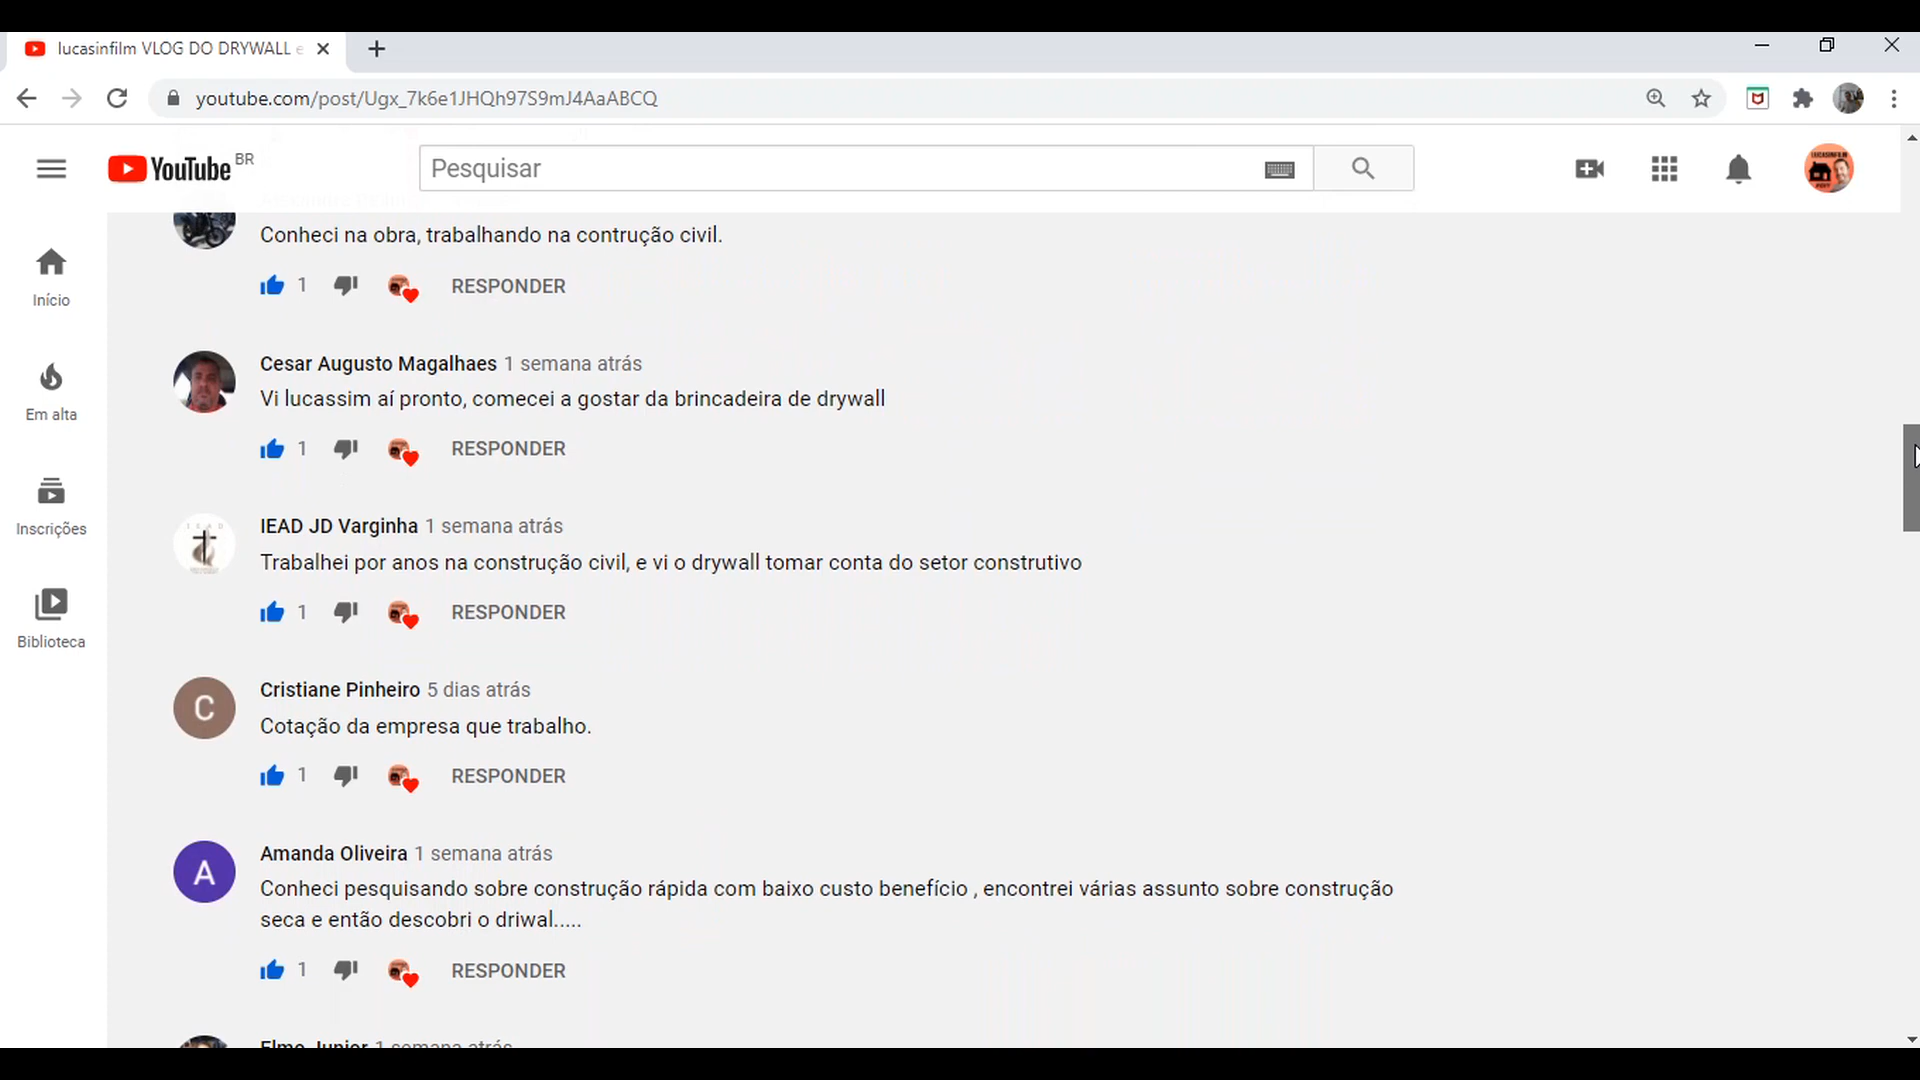 lucasinfilm VLOG DO DRYWALL e
youtube.com/post/Ugx_7k6e1JHQh97S9mJ4AaABCQ
YouTube BR
Pesquisar
Início
Em alta
Inscrições
Biblioteca
Conheci na obra, trabalhando na contrução civil.
1 RESPONDER
Cesar Augusto Magalhaes 1 semana atrás
Vi lucassim aí pronto, comecei a gostar da brincadeira de drywall
1 RESPONDER
IEAD JD Varginha 1 semana atrás
Trabalhei por anos na construção civil, e vi o drywall tomar conta do setor construtivo
1 RESPONDER
Cristiane Pinheiro 5 dias atrás
C
Cotação da empresa que trabalho.
1 RESPONDER
Amanda Oliveira 1 semana atrás
A
Conheci pesquisando sobre construção rápida com baixo custo benefício , encontrei várias assunto sobre construção
seca e então descobri o driwal.....
1 RESPONDER
Elmo Junior 1 semana atrás